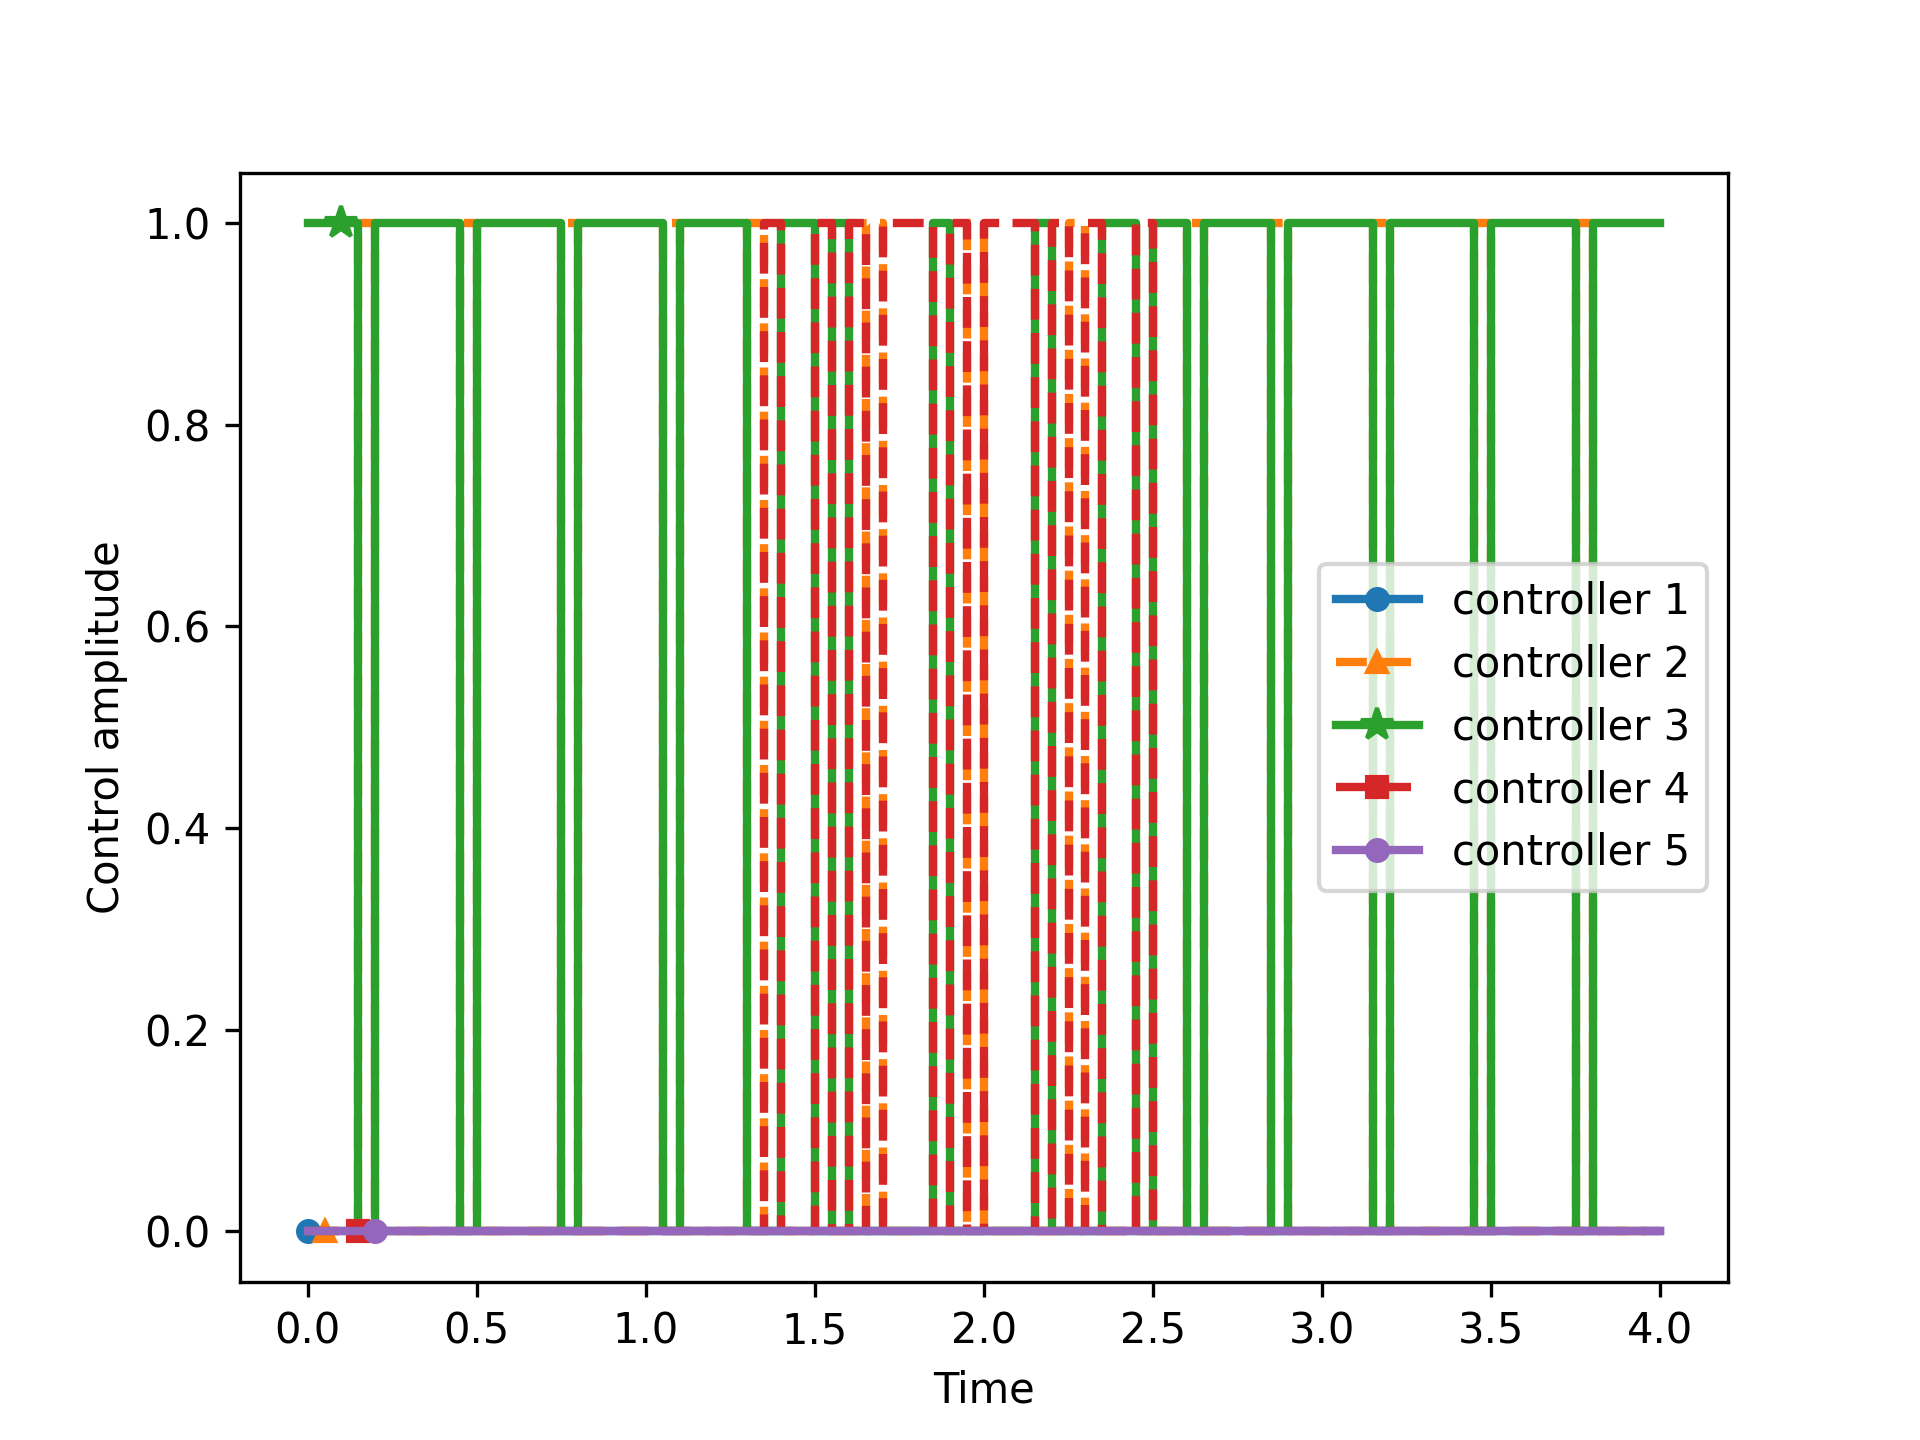 1.0
0.8
0.6
0.4
0.2
0.0
Control amplitude
controller 1
controller 2
controller 3
controller 4
controller 5
0.0 0.5 1.0 1.5 2.0 2.5 3.0 3.5 4.0
Time